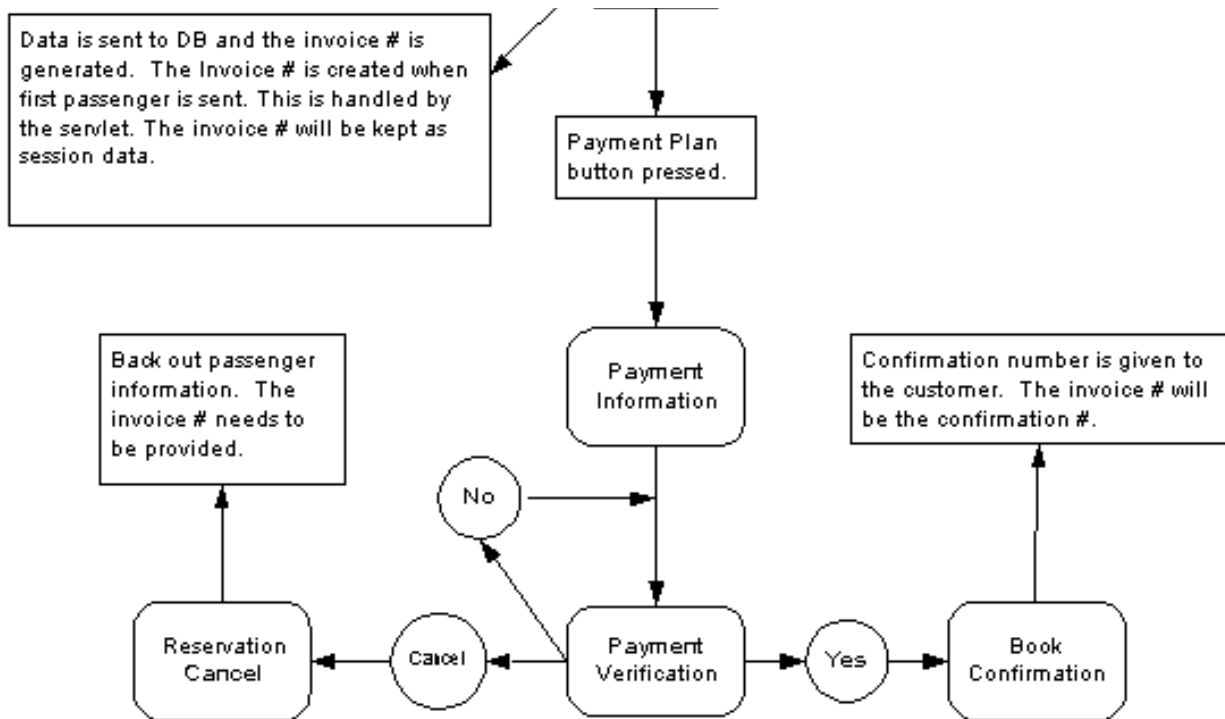 Data is sent to DB and the invoice # is
generated. The Invoice # is created when
first passenger is sent. This is handled by
the servlet. The invoice # will be kept as
session data.
Payment Plan
button pressed.
Payment
Information
Back out passenger
information. The
invoice # needs to
be provided.
Confirmation number is given to
the customer. The invoice # will
be the confirmation #.
No
Reservation
Cancel
Cancel
Payment
Verification
Yes
Book
Confirmation